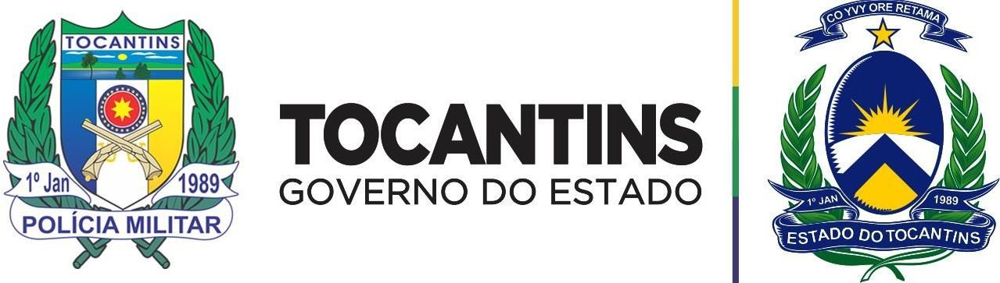 TOCANTINS
1º Jan 1989
POLÍCIA MILITAR
TOCANTINS
GOVERNO DO ESTADO
CO YVY ORE RETAMA
1º JAN 1989
ESTADO DO TOCANTINS